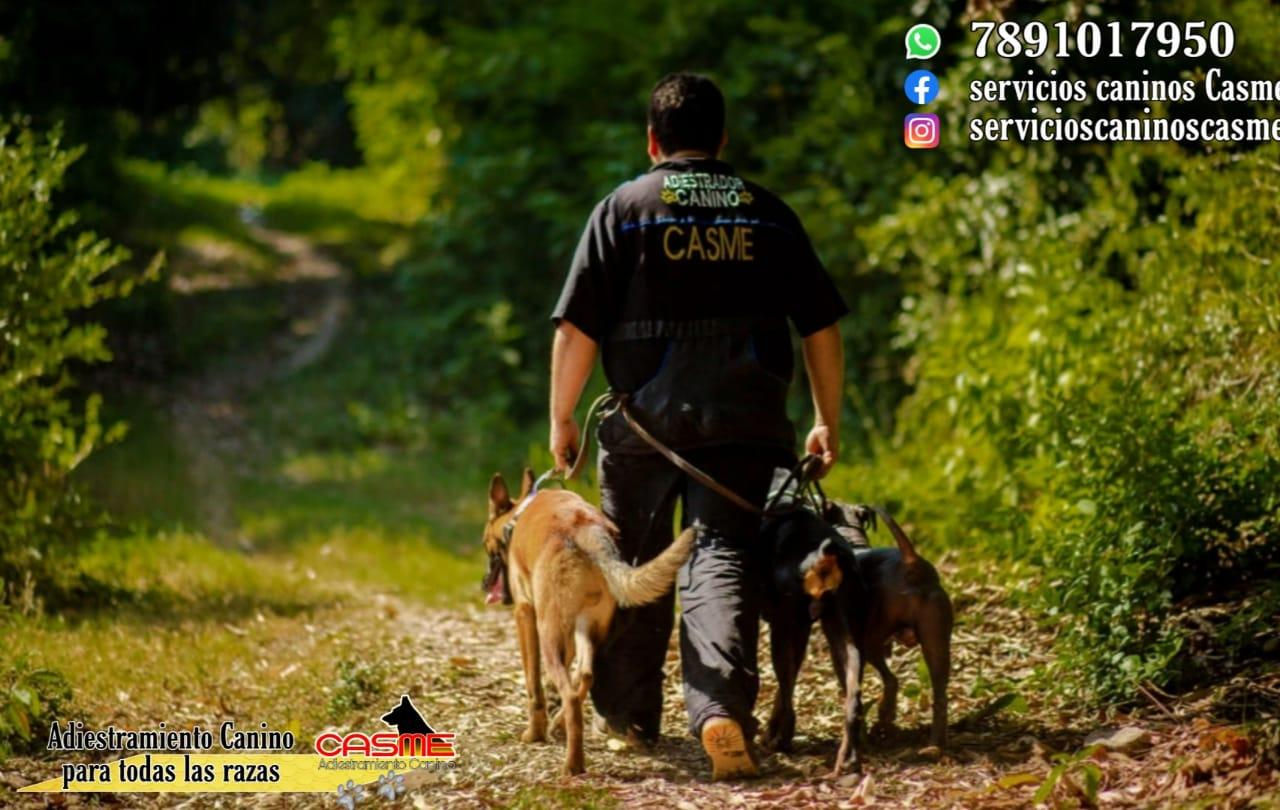 7891017950
servicios caninos Casme
servicioscaninoscasme
ADIESTRADOR
CANINO
CASME
Adiestramiento Canino
para todas las razas
CASME
Adiestramiento Canino